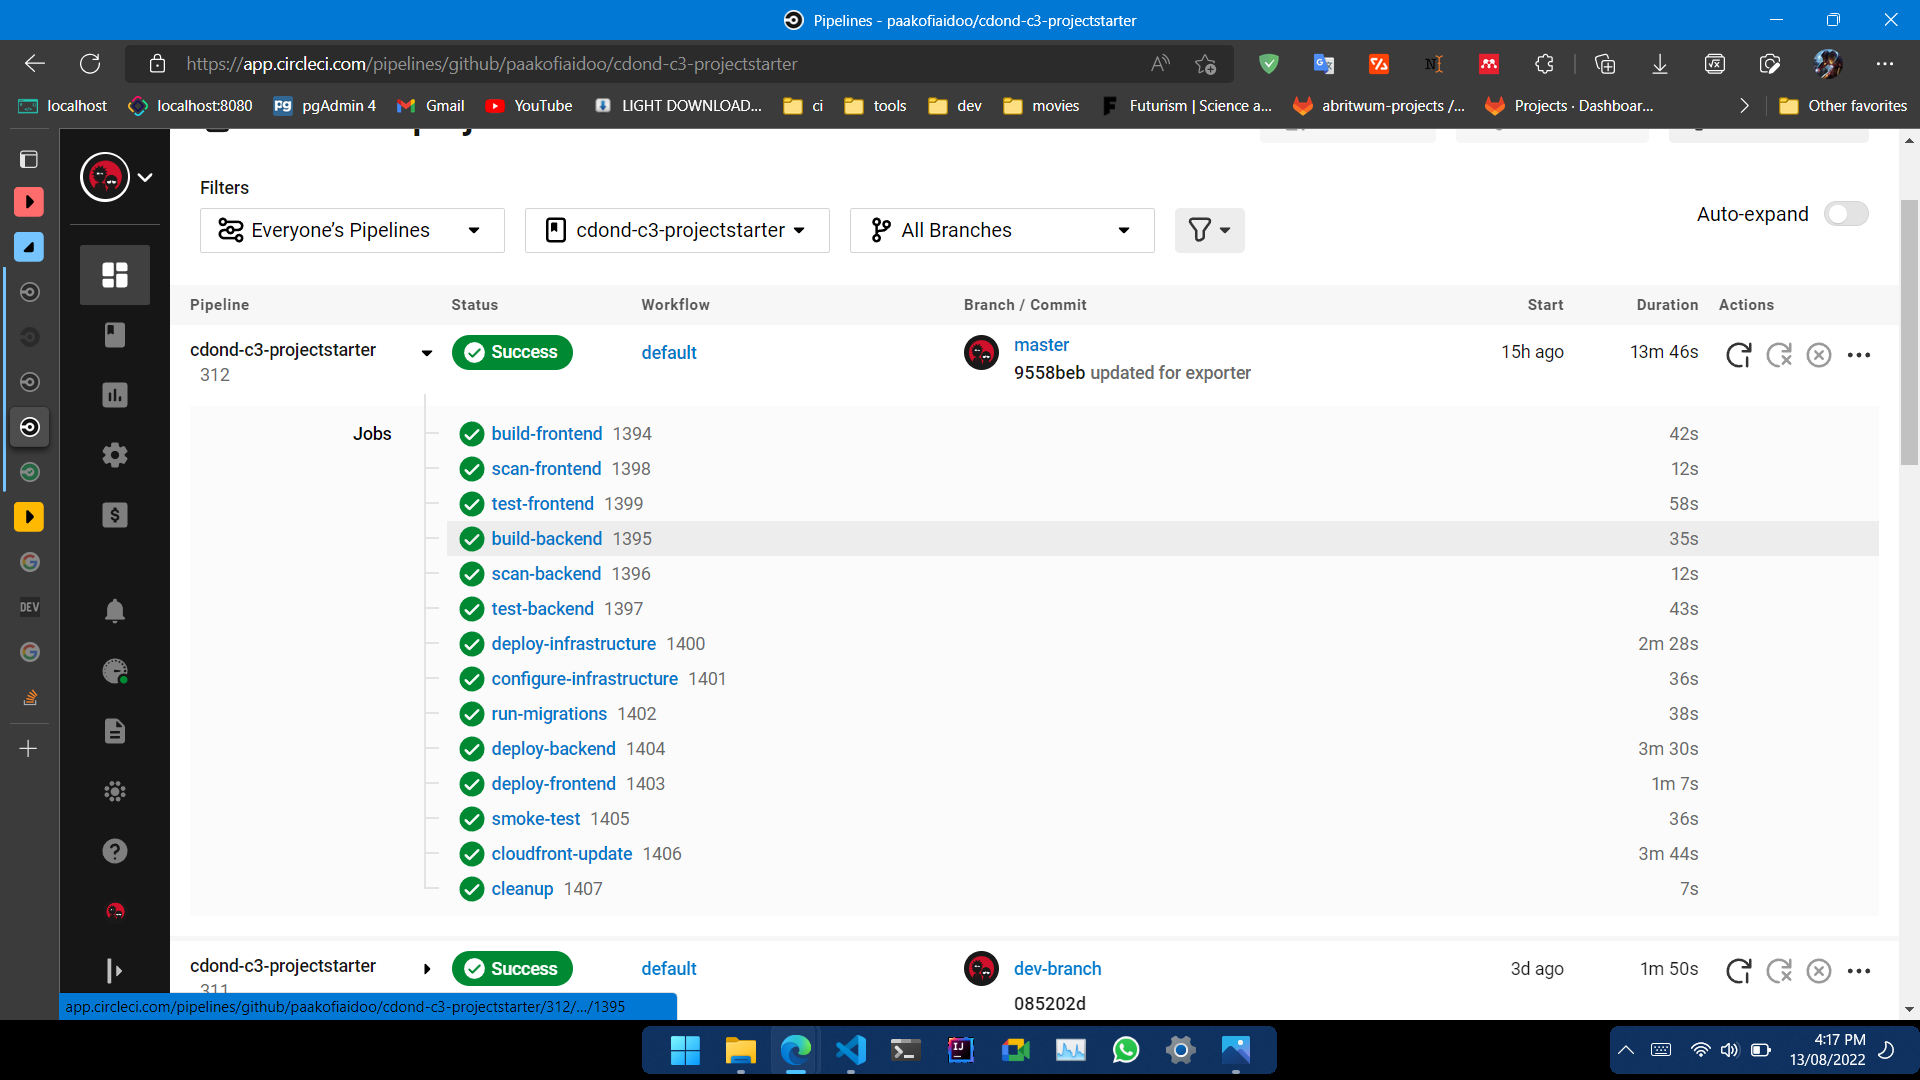 Pipelines - paakofiaidoo/cdond-c3-projectstarter
https://app.circleci.com/pipelines/github/paakofiaidoo/cdond-c3-projectstarter
localhost
localhost:8080
pgAdmin 4
Gmail
YouTube
LIGHT DOWNLOAD...
ci
tools
dev
movies
Futurism | Science a...
abritwum-projects /...
Projects · Dashboar...
Other favorites
Filters
Everyone's Pipelines
cdond-c3-projectstarter
All Branches
Auto-expand
Pipeline Status Workflow Branch / Commit Start Duration Actions
cdond-c3-projectstarter
312
Success
default
master
9558beb updated for exporter
15h ago
13m 46s
Jobs
build-frontend 1394 42s
scan-frontend 1398 12s
test-frontend 1399 58s
build-backend 1395 35s
scan-backend 1396 12s
test-backend 1397 43s
deploy-infrastructure 1400 2m 28s
configure-infrastructure 1401 36s
run-migrations 1402 38s
deploy-backend 1404 3m 30s
deploy-frontend 1403 1m 7s
smoke-test 1405 36s
cloudfront-update 1406 3m 44s
cleanup 1407 7s
cdond-c3-projectstarter
311
Success
default
dev-branch
085202d
3d ago
1m 50s
DEV
app.circleci.com/pipelines/github/paakofiaidoo/cdond-c3-projectstarter/312/.../1395
4:17 PM
13/08/2022